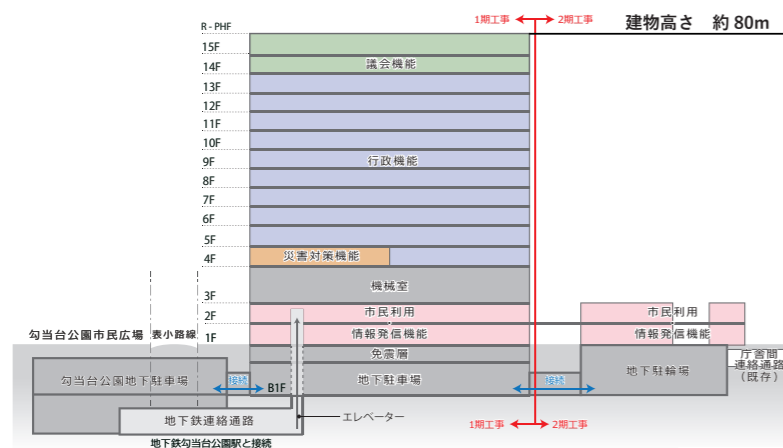 1期工事 2期工事
建物高さ 約80m
R - PHF
15F
14F
議会機能
13F
12F
11F
10F
9F
行政機能
8F
7F
6F
5F
4F
災害対策機能
3F
機械室
2F
市民利用
市民利用
勾当台公園市民広場
表小路線
1F
情報発信機能
情報発信機能
免震層
庁舎間
連絡通路
(既存)
勾当台公園地下駐車場
接続
B1F
地下駐車場
接続
地下駐輪場
地下鉄連絡通路
エレベーター
1期工事 2期工事
地下鉄勾当台公園駅と接続